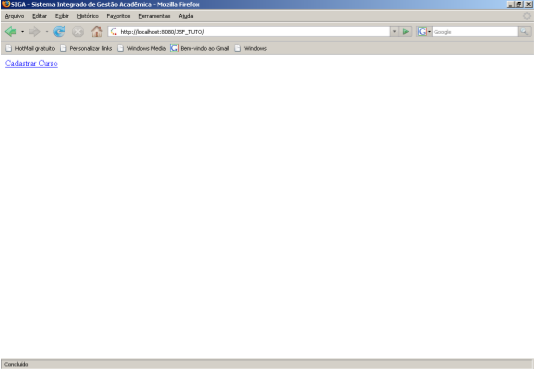 SIGA - Sistema Integrado de Gestão Acadêmica - Mozilla Firefox
Arquivo Editar Exibir Histórico Favoritos Ferramentas Ajuda
http://localhost:8080/JSF_TUTO/
Google
HotMail gratuito Personalizar links Windows Media Bem-vindo ao Gmail Windows
Cadastrar Curso
Concluído